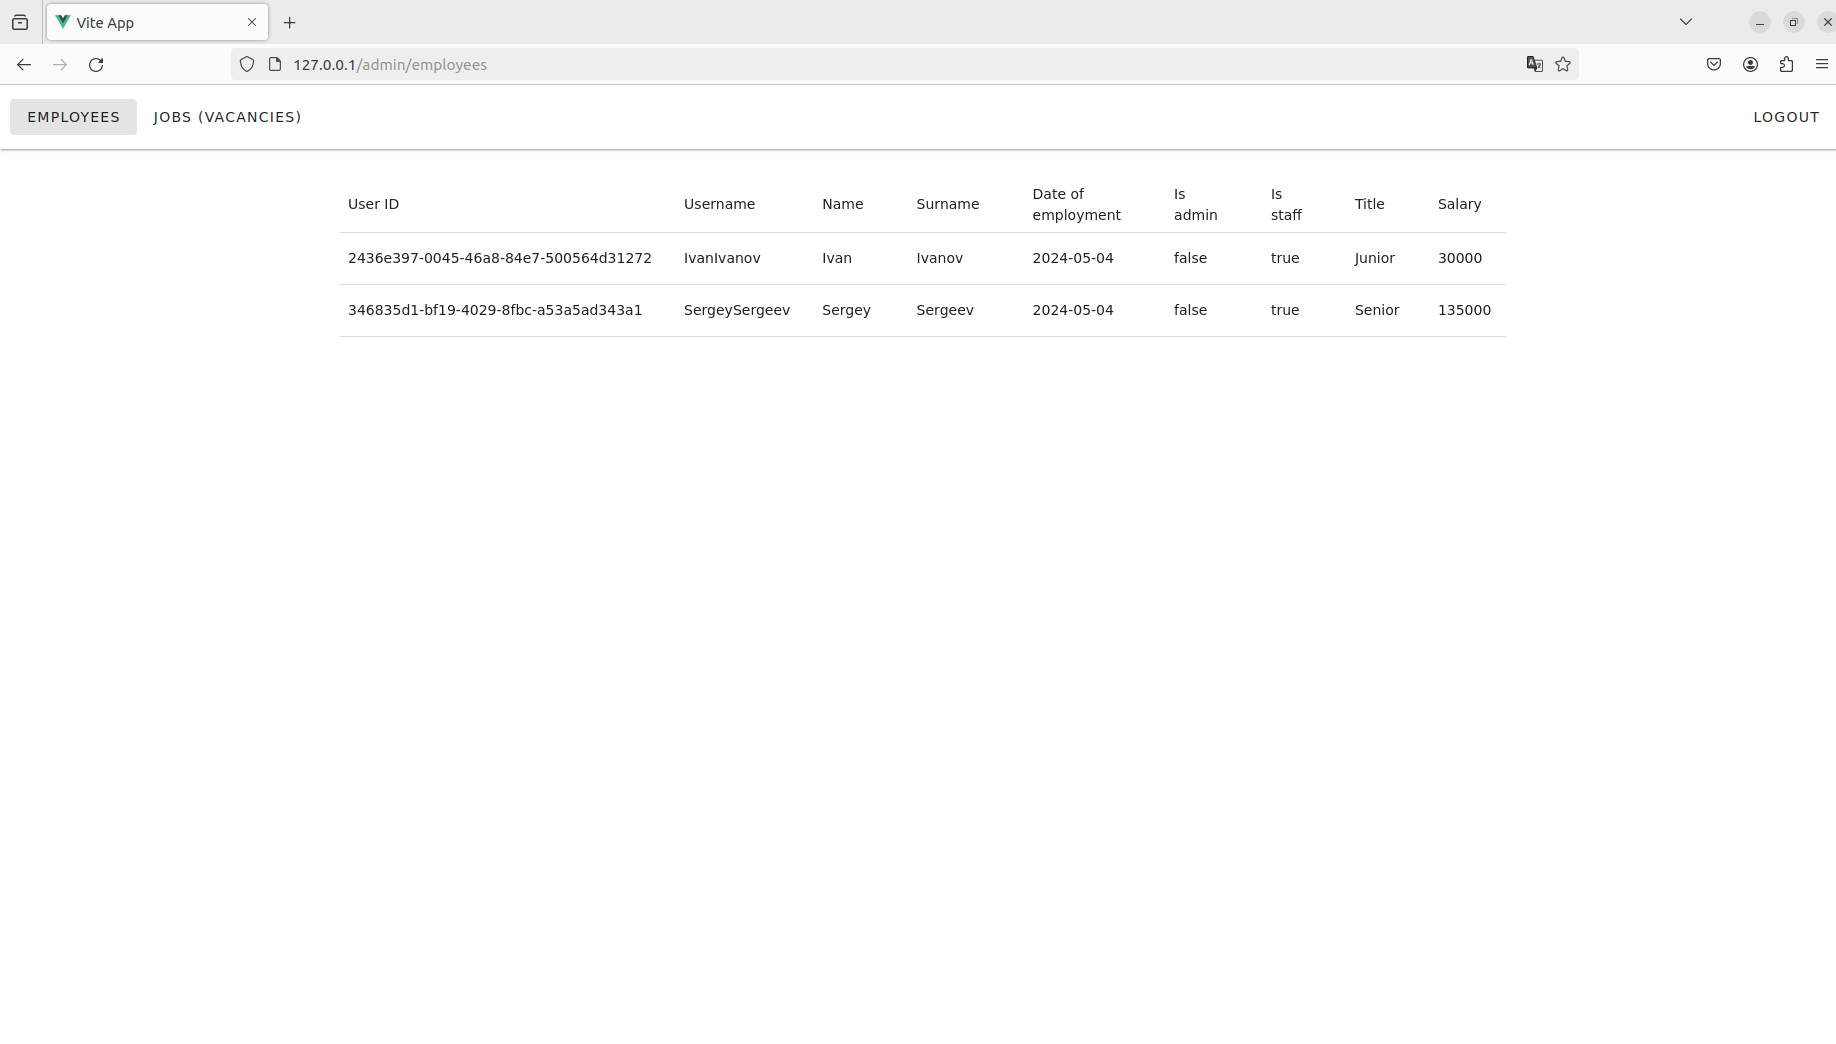 Vite App
127.0.0.1/admin/employees
EMPLOYEES JOBS (VACANCIES) LOGOUT
User ID Username Name Surname Date of employment Is admin Is staff Title Salary
2436e397-0045-46a8-84e7-500564d31272 IvanIvanov Ivan Ivanov 2024-05-04 false true Junior 30000
346835d1-bf19-4029-8fbc-a53a5ad343a1 SergeySergeev Sergey Sergeev 2024-05-04 false true Senior 135000